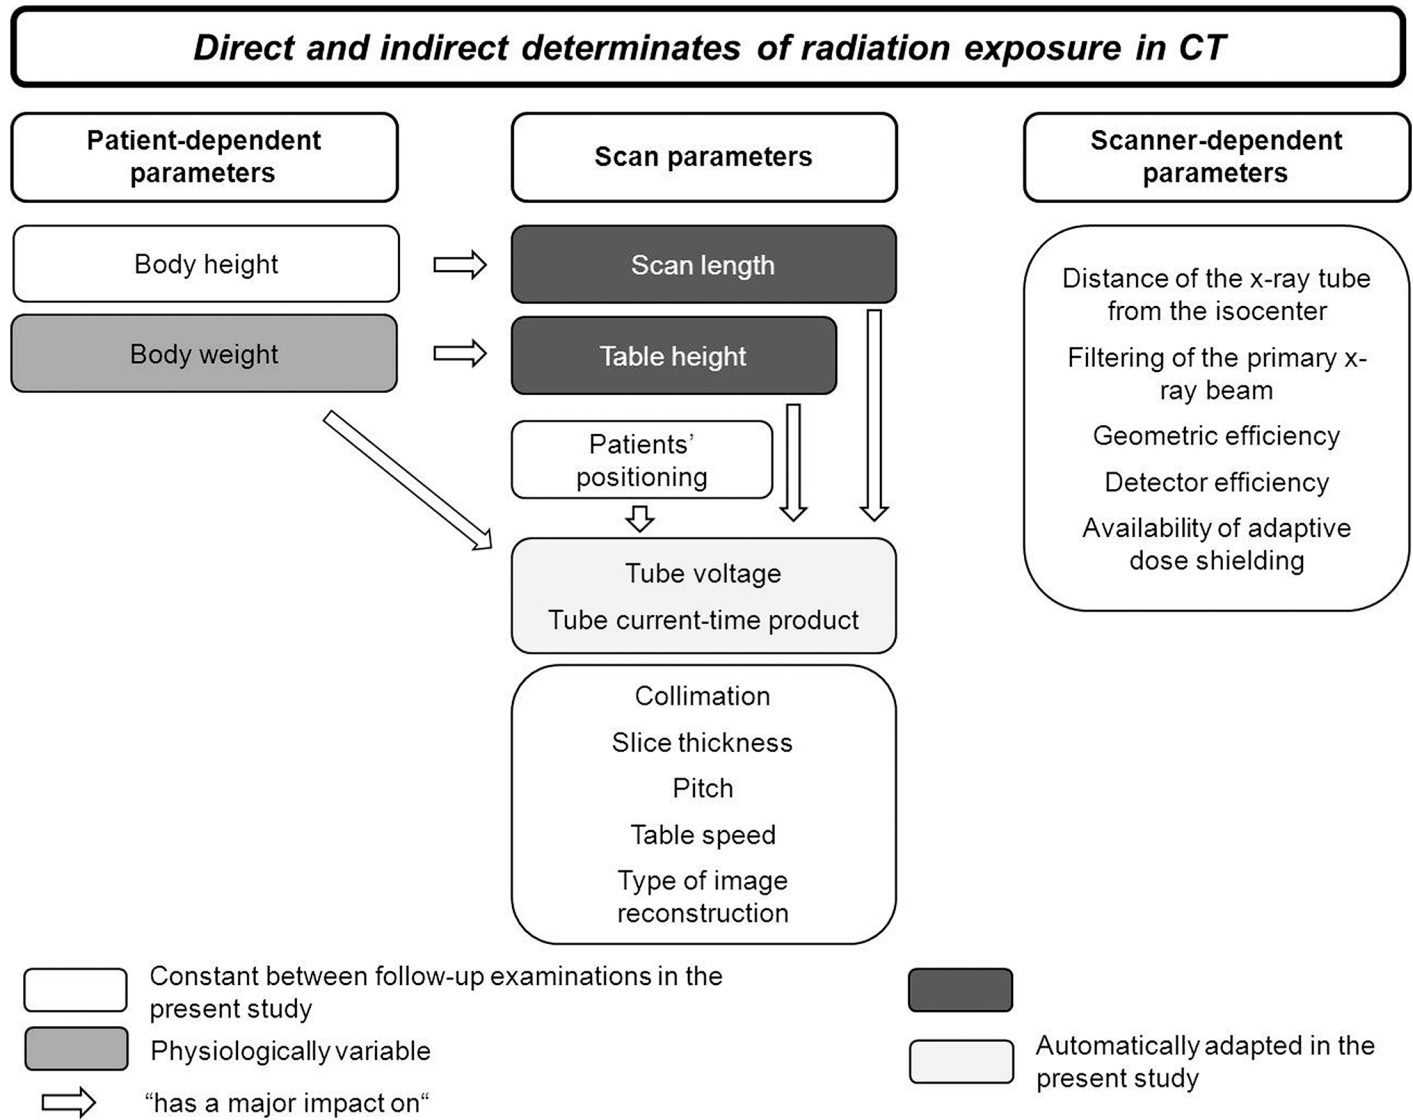 Direct and indirect determinates of radiation exposure in CT
Patient-dependent
parameters
Scan parameters
Scanner-dependent
parameters
Body height
Scan length
Body weight
Table height
Patients’
positioning
Tube voltage
Tube current-time product
Collimation
Slice thickness
Pitch
Table speed
Type of image
reconstruction
Distance of the x-ray tube
from the isocenter
Filtering of the primary x-
ray beam
Geometric efficiency
Detector efficiency
Availability of adaptive
dose shielding
Constant between follow-up examinations in the
present study
Physiologically variable
“has a major impact on“
Automatically adapted in the
present study